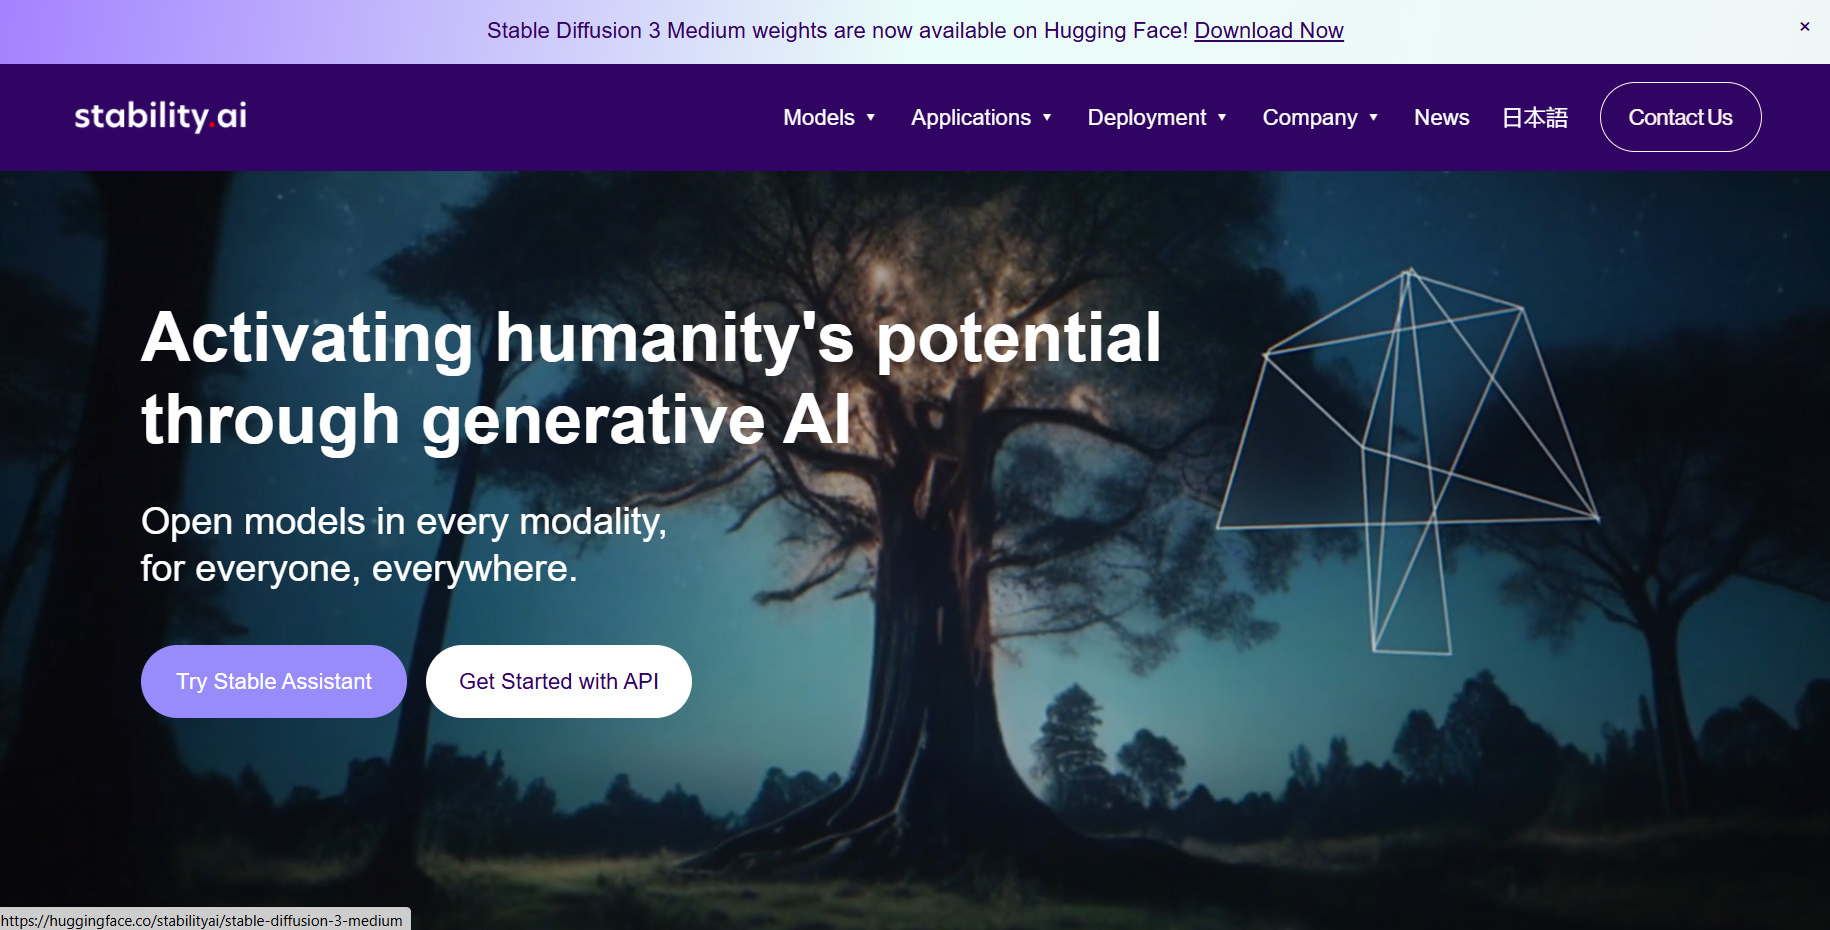 Stable Diffusion 3 Medium weights are now available on Hugging Face! Download Now ×
stability.ai Models ▼ Applications ▼ Deployment ▼ Company ▼ News 日本語 Contact Us
Activating humanity's potential
through generative AI
Open models in every modality,
for everyone, everywhere.
Try Stable Assistant Get Started with API
https://huggingface.co/stabilityai/stable-diffusion-3-medium